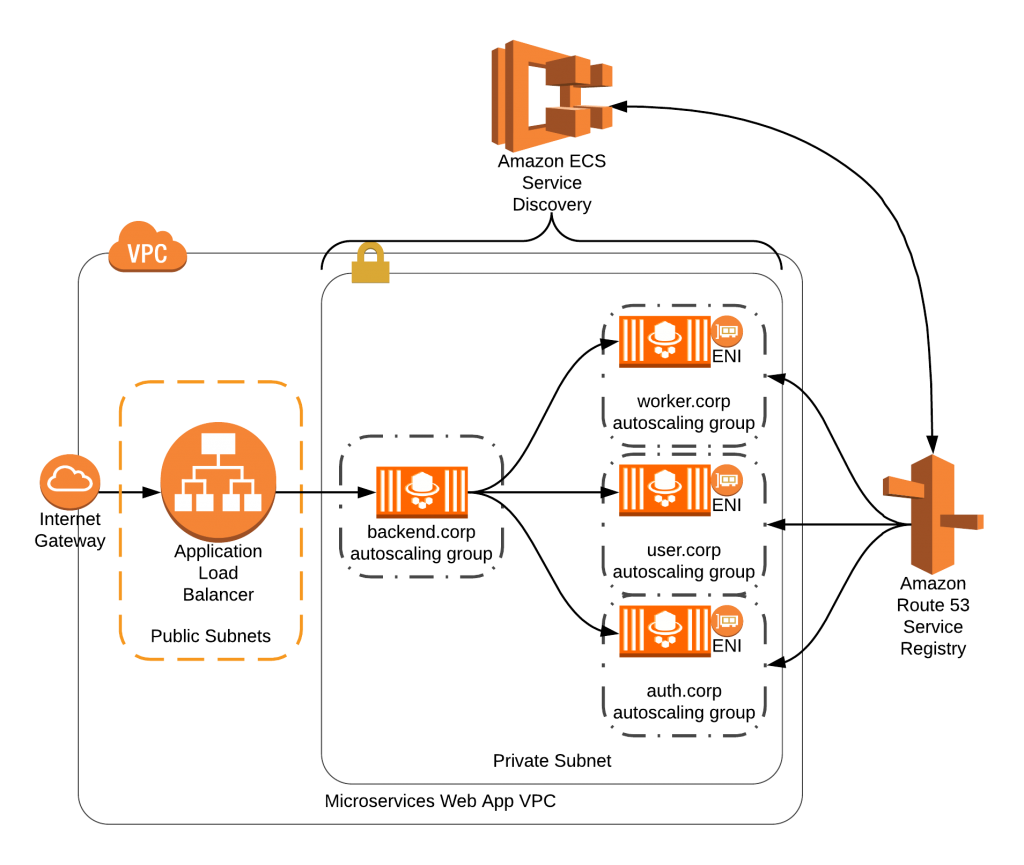 Amazon ECS
Service
Discovery
VPC
ENI
worker.corp
autoscaling group
Internet
Gateway
Application
Load
Balancer
Public Subnets
backend.corp
autoscaling group
ENI
user.corp
autoscaling group
Amazon
Route 53
Service
Registry
ENI
auth.corp
autoscaling group
Private Subnet
Microservices Web App VPC